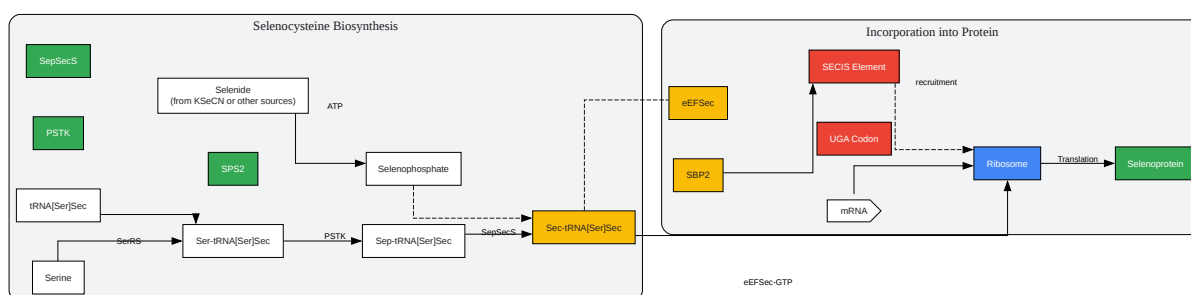 Selenocysteine Biosynthesis
SepSecS
Selenide
(from KSeCN or other sources)
ATP
PSTK
SPS2
Selenophosphate
tRNA[Ser]Sec
SerRS
Ser-tRNA[Ser]Sec
PSTK
Sep-tRNA[Ser]Sec
SepSecS
Sec-tRNA[Ser]Sec
Serine
Incorporation into Protein
SECIS Element
recruitment
eEFSec
UGA Codon
SBP2
Ribosome
Translation
Selenoprotein
mRNA
eEFSec-GTP